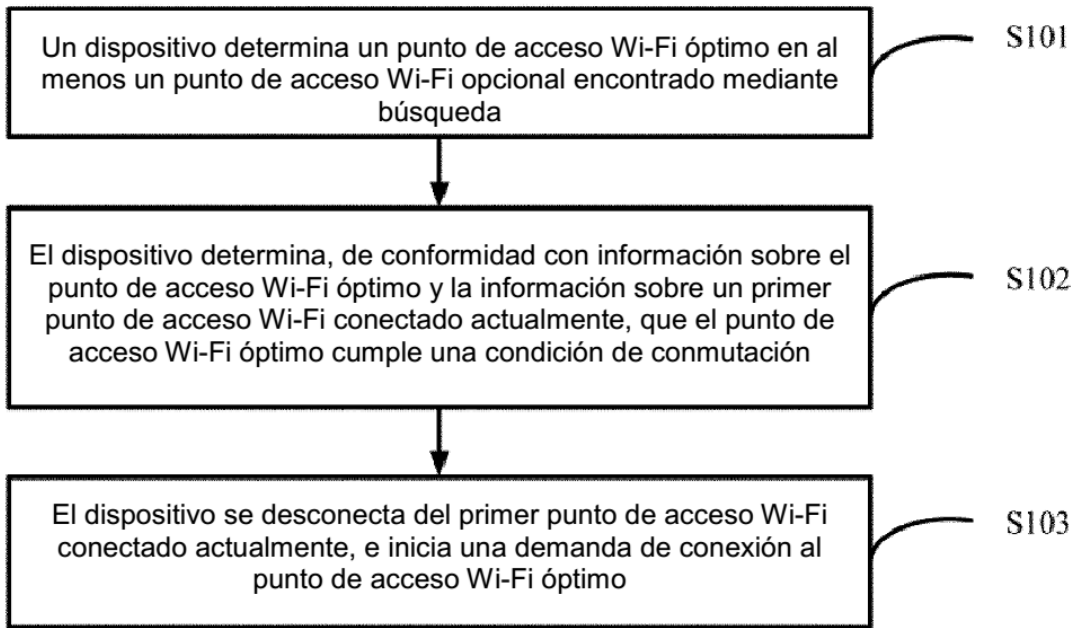 Un dispositivo determina un punto de acceso Wi-Fi óptimo en al
menos un punto de acceso Wi-Fi opcional encontrado mediante
búsqueda
S101
El dispositivo determina, de conformidad con información sobre el
punto de acceso Wi-Fi óptimo y la información sobre un primer
punto de acceso Wi-Fi conectado actualmente, que el punto de
acceso Wi-Fi óptimo cumple una condición de conmutación
S102
El dispositivo se desconecta del primer punto de acceso Wi-Fi
conectado actualmente, e inicia una demanda de conexión al
punto de acceso Wi-Fi óptimo
S103